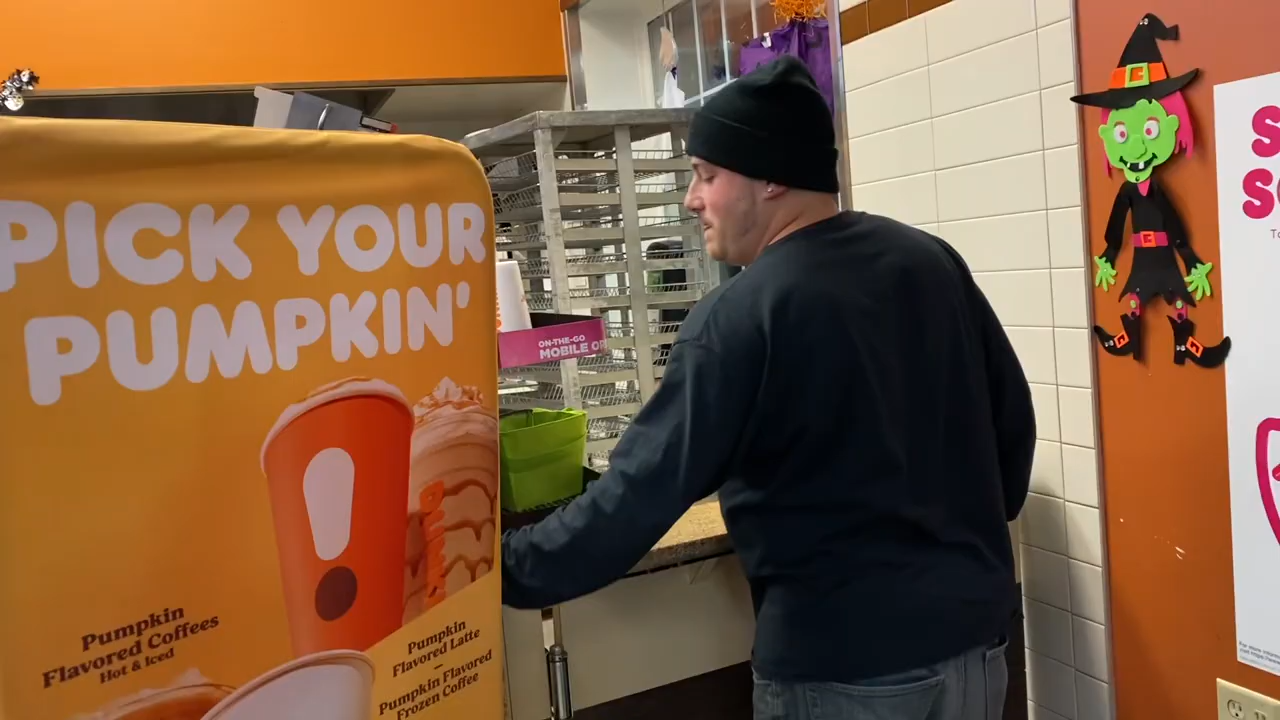 PICK YOUR
PUMPKIN'
ON-THE-GO
MOBILE
Pumpkin
Flavored Coffees
Hot & Iced
Pumpkin
Flavored Latte
Pumpkin Flavored
Frozen Coffee